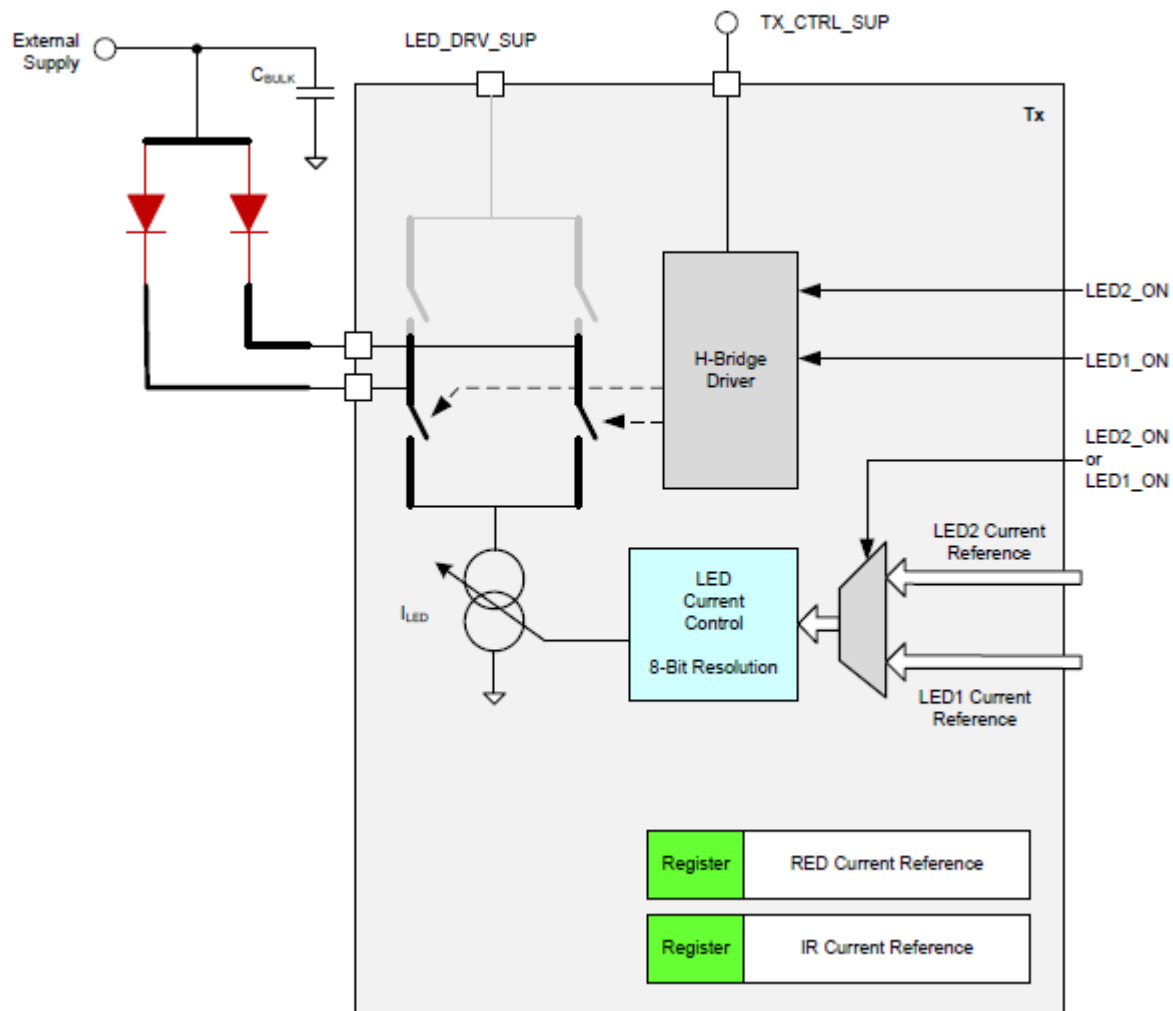 TX_CTRL_SUP
External
Supply
LED_DRV_SUP
CBULK
Tx
LED2_ON
H-Bridge
Driver
LED1_ON
LED2_ON
or
LED1_ON
LED2 Current
Reference
LED
Current
Control
8-Bit Resolution
ILED
LED1 Current
Reference
Register
RED Current Reference
Register
IR Current Reference